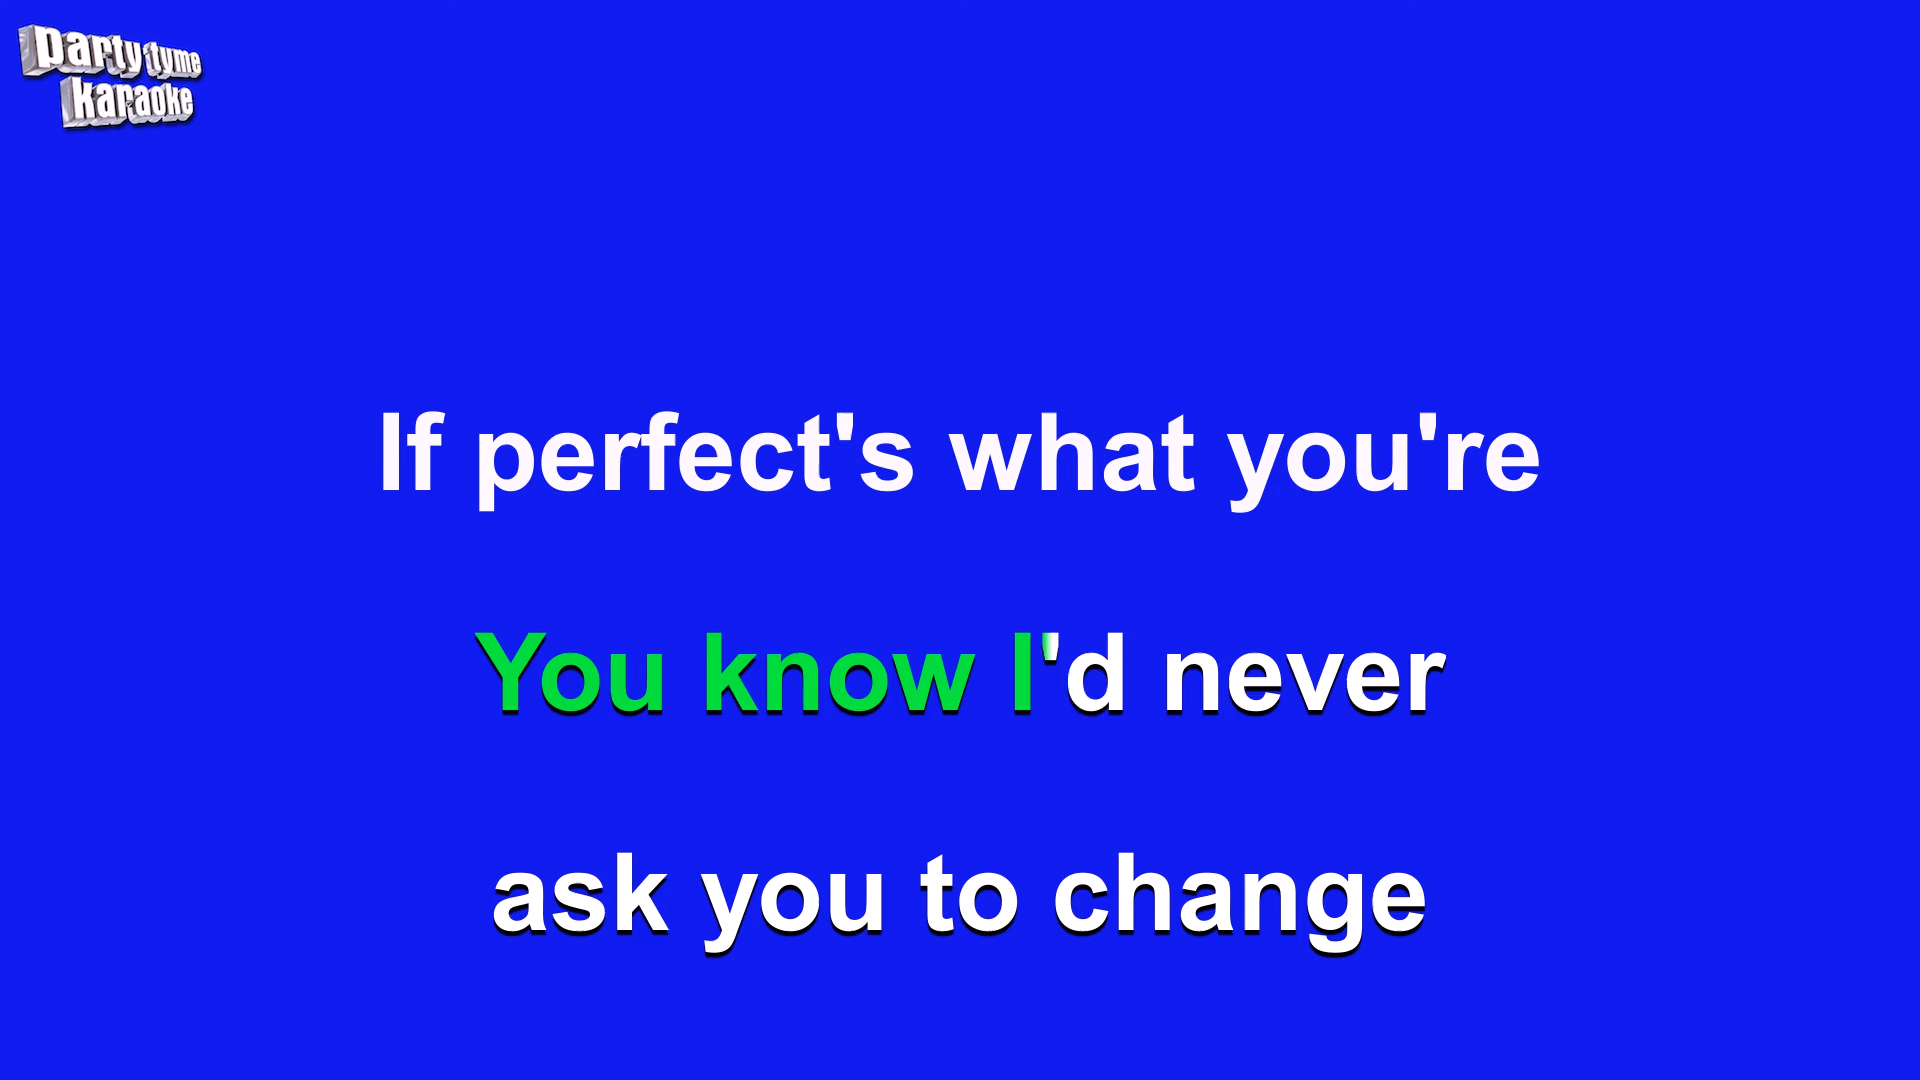 party tyme
karaoke
If perfect's what you're
You know I'd never
ask you to change